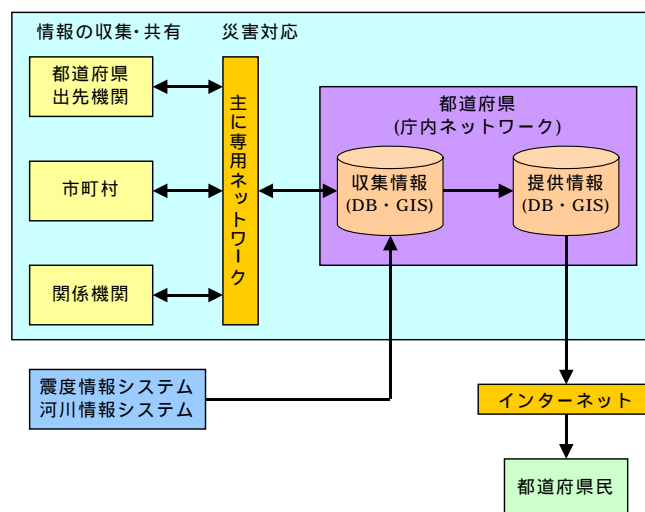 情報の収集･共有
災害対応
都道府県
出先機関
市町村
関係機関
主に専用ネットワーク
都道府県
(庁内ネットワーク)
収集情報
(DB・GIS)
提供情報
(DB・GIS)
震度情報システム
河川情報システム
インターネット
都道府県民